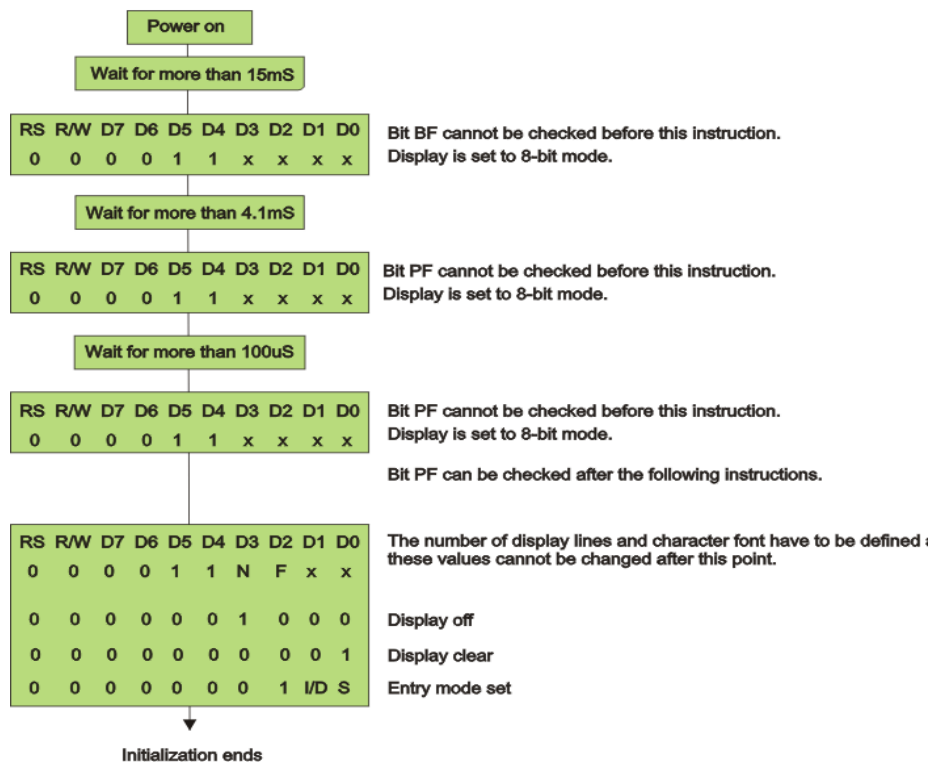 Power on
Wait for more than 15mS
RS R/W D7 D6 D5 D4 D3 D2 D1 D0
0 0 0 0 1 1 x x x x
Bit BF cannot be checked before this instruction.
Display is set to 8-bit mode.
Wait for more than 4.1mS
RS R/W D7 D6 D5 D4 D3 D2 D1 D0
0 0 0 0 1 1 x x x x
Bit PF cannot be checked before this instruction.
Display is set to 8-bit mode.
Wait for more than 100uS
RS R/W D7 D6 D5 D4 D3 D2 D1 D0
0 0 0 0 1 1 x x x x
Bit PF cannot be checked before this instruction.
Display is set to 8-bit mode.
Bit PF can be checked after the following instructions.
RS R/W D7 D6 D5 D4 D3 D2 D1 D0
0 0 0 0 1 1 N F x x
The number of display lines and character font have to be defined
these values cannot be changed after this point.
0 0 0 0 0 0 1 0 0 0
Display off
0 0 0 0 0 0 0 0 0 1
Display clear
0 0 0 0 0 0 0 1 I/D S
Entry mode set
Initialization ends